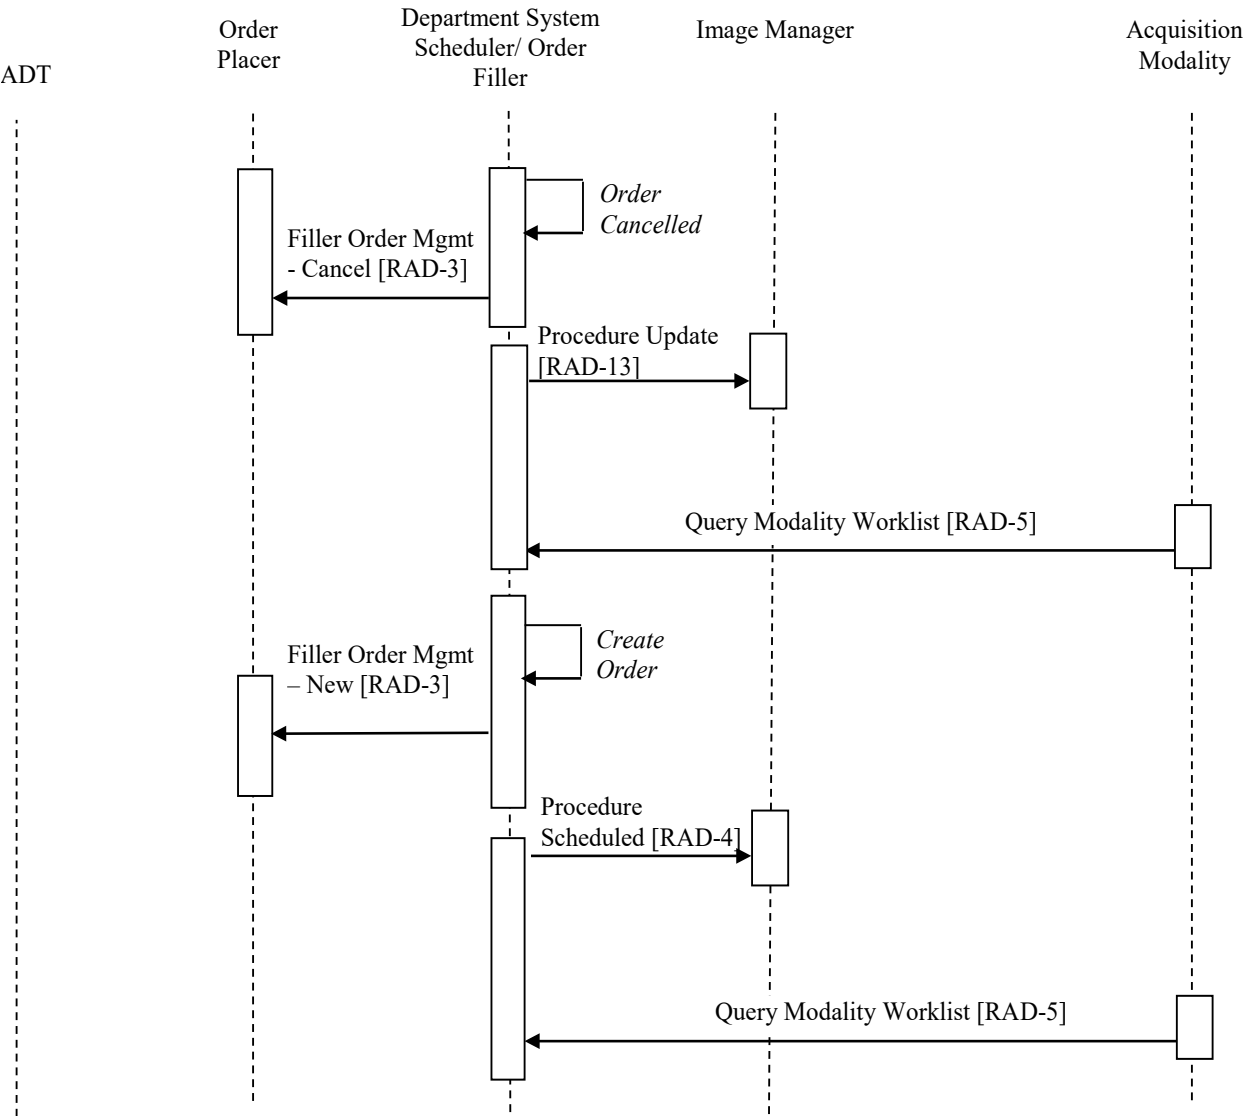 ADT
Order
Placer
Department System
Scheduler/ Order
Filler
Image Manager
Acquisition
Modality
Order
Cancelled
Filler Order Mgmt
- Cancel [RAD-3]
Procedure Update
[RAD-13]
Query Modality Worklist [RAD-5]
Create
Order
Filler Order Mgmt
– New [RAD-3]
Procedure
Scheduled [RAD-4]
Query Modality Worklist [RAD-5]